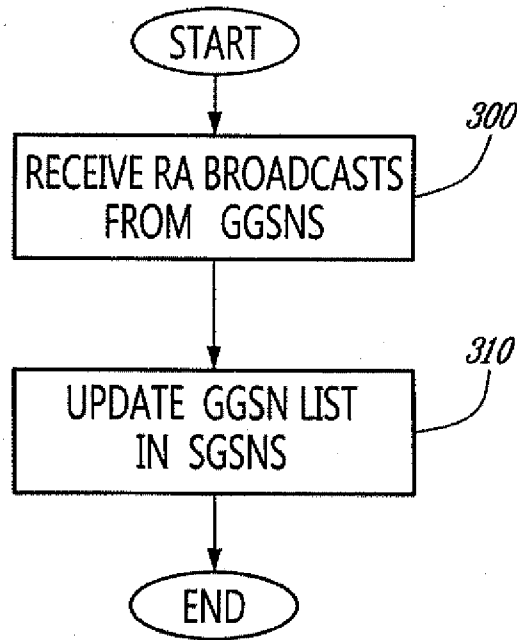 START
300
RECEIVE RA BROADCASTS
FROM GGSNS
310
UPDATE GGSN LIST
IN SGSNS
END